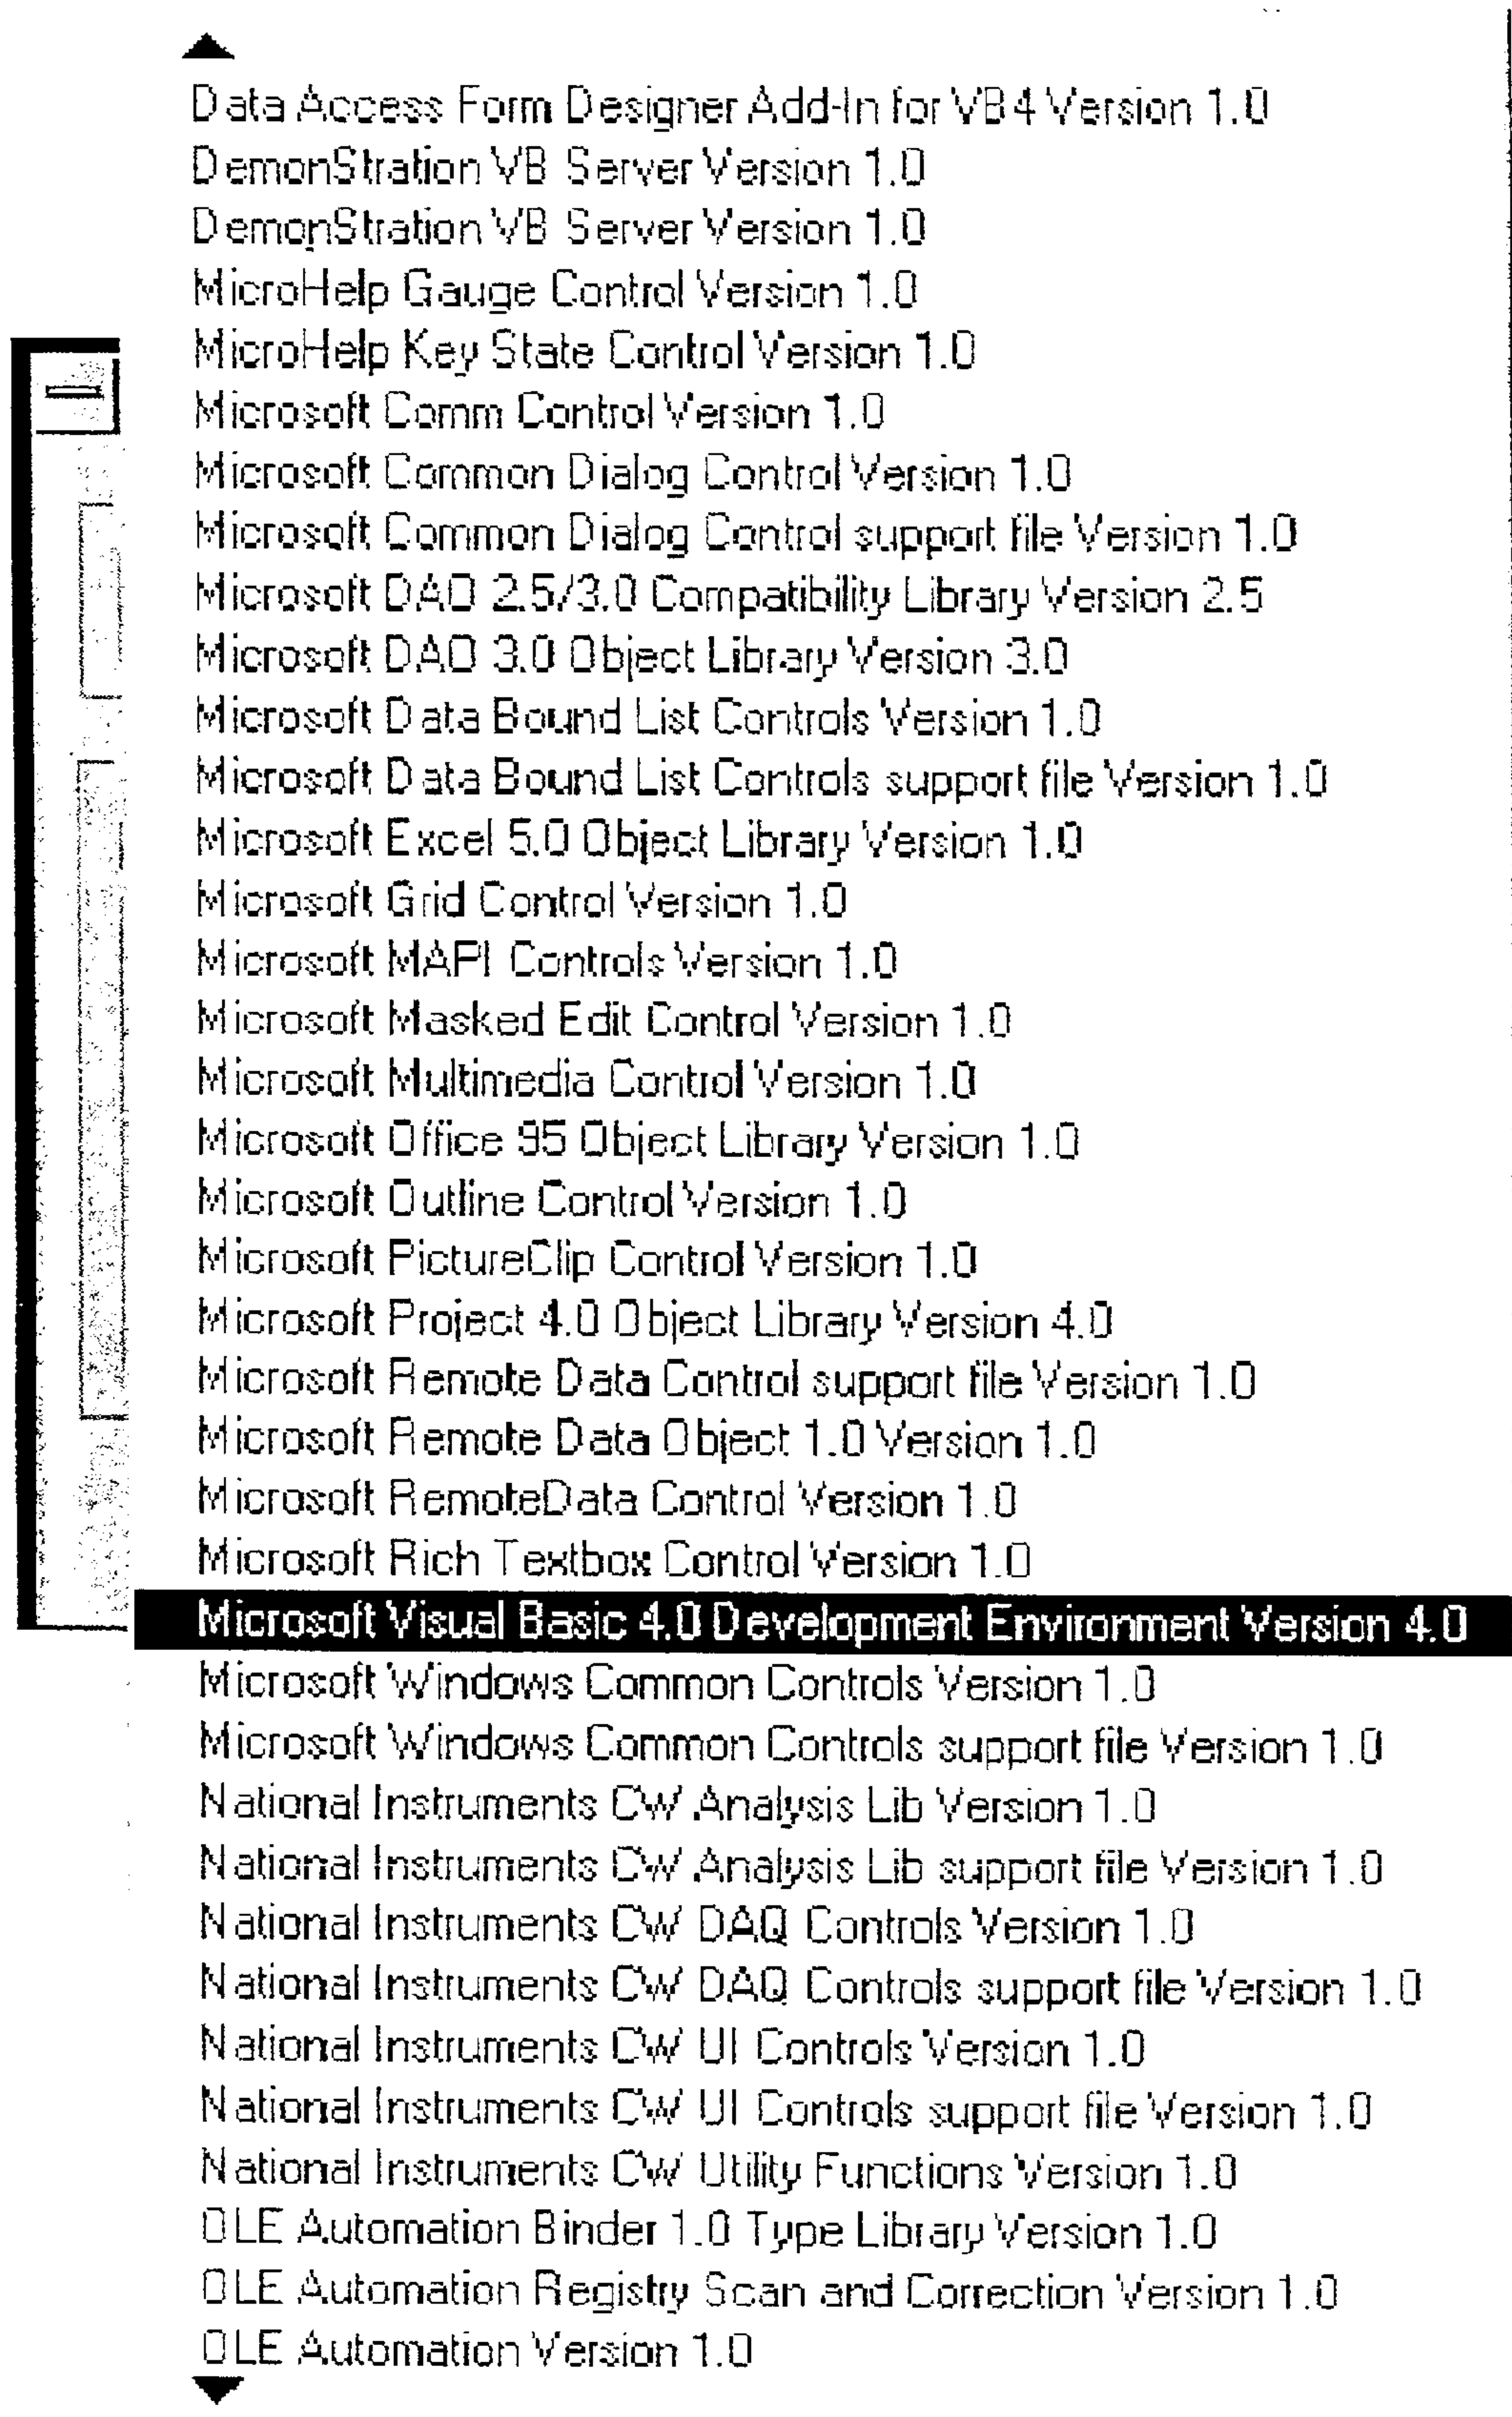 Data Access Form Designer Add-In for VB4 Version 1.0
DemonStration VB Server Version 1.0
DemonStration VB Server Version 1.0
MicroHelp Gauge Control Version 1.0
MicroHelp Key State Control Version 1.0
Microsoft Comm Control Version 1.0
Microsoft Common Dialog Control Version 1.0
Microsoft Common Dialog Control support file Version 1.0
Microsoft DAO 2.5/3.0 Compatibility Library Version 2.5
Microsoft DAO 3.0 Object Library Version 3.0
Microsoft Data Bound List Controls Version 1.0
Microsoft Data Bound List Controls support file Version 1.0
Microsoft Excel 5.0 Object Library Version 1.0
Microsoft Grid Control Version 1.0
Microsoft MAPI Controls Version 1.0
Microsoft Masked Edit Control Version 1.0
Microsoft Multimedia Control Version 1.0
Microsoft Office 95 Object Library Version 1.0
Microsoft Outline Control Version 1.0
Microsoft PictureClip Control Version 1.0
Microsoft Project 4.0 Object Library Version 4.0
Microsoft Remote Data Control support file Version 1.0
Microsoft Remote Data Object 1.0 Version 1.0
Microsoft RemoteData Control Version 1.0
Microsoft Rich Textbox Control Version 1.0
Microsoft Visual Basic 4.0 Development Environment Version 4.0
Microsoft Windows Common Controls Version 1.0
Microsoft Windows Common Controls support file Version 1.0
National Instruments CW Analysis Lib Version 1.0
National Instruments CW Analysis Lib support file Version 1.0
National Instruments CW DAQ Controls Version 1.0
National Instruments CW DAQ Controls support file Version 1.0
National Instruments CW UI Controls Version 1.0
National Instruments CW UI Controls support file Version 1.0
National Instruments CW Utility Functions Version 1.0
OLE Automation Binder 1.0 Type Library Version 1.0
OLE Automation Registry Scan and Correction Version 1.0
OLE Automation Version 1.0